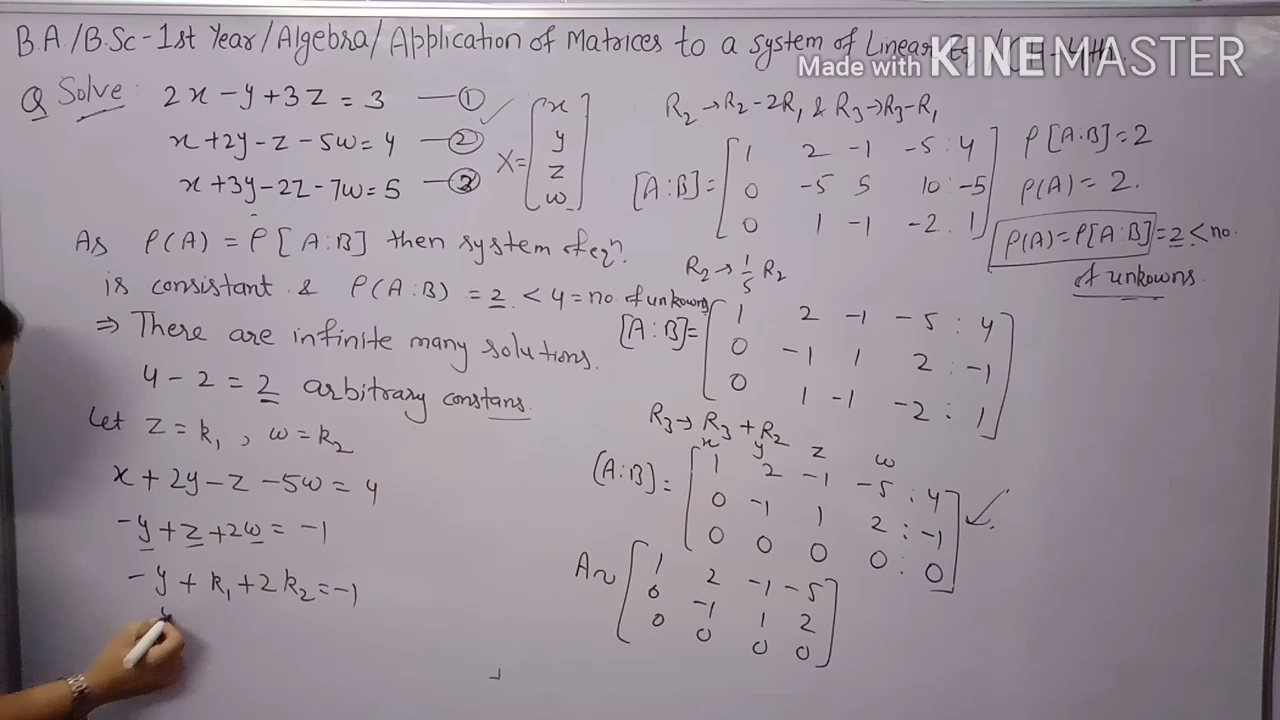 B.A./B.Sc-1st Year/Algebra/Application of Matrices to a system of Linear
Made with KINEMASTER
Q Solve: 2x - y + 3z = 3 —①
x + 2y - z - 5w = 4 —②
x + 3y - 2z - 7w = 5 —③
X = [x y z w]
As ρ(A) = ρ[A:B] then system of eqⁿ.
is consistant & ρ(A:B) = 2 < 4 = no. of unkowns
⇒ There are infinite many solutions.
4 - 2 = 2 arbitrary constans.
Let z = k₁, w = k₂
x + 2y - z - 5w = 4
-y + z + 2w = -1
-y + k₁ + 2k₂ = -1
R₂→R₂-2R₁ & R₃→R₃-R₁
[A:B] = [1 2 -1 -5 : 4
0 -5 5 10 : -5
0 1 -1 -2 : 1]
R₂→ 1/5 R₂
[A:B] = [1 2 -1 -5 : 4
0 -1 1 2 : -1
0 1 -1 -2 : 1]
R₃→R₃+R₂
x y z w
[A:B] = [1 2 -1 -5 : 4
0 -1 1 2 : -1
0 0 0 0 : 0]
A~ [1 2 -1 -5
0 -1 1 2
0 0 0 0]
ρ[A:B] = 2
ρ(A) = 2.
ρ(A) = ρ[A:B] = 2 < no.
of unkowns.